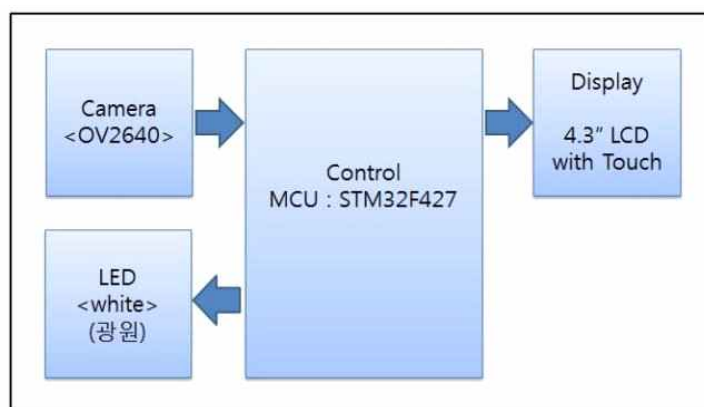 Camera
<OV2640>
LED
<white>
(광원)
Control
MCU : STM32F427
Display
4.3″ LCD
with Touch